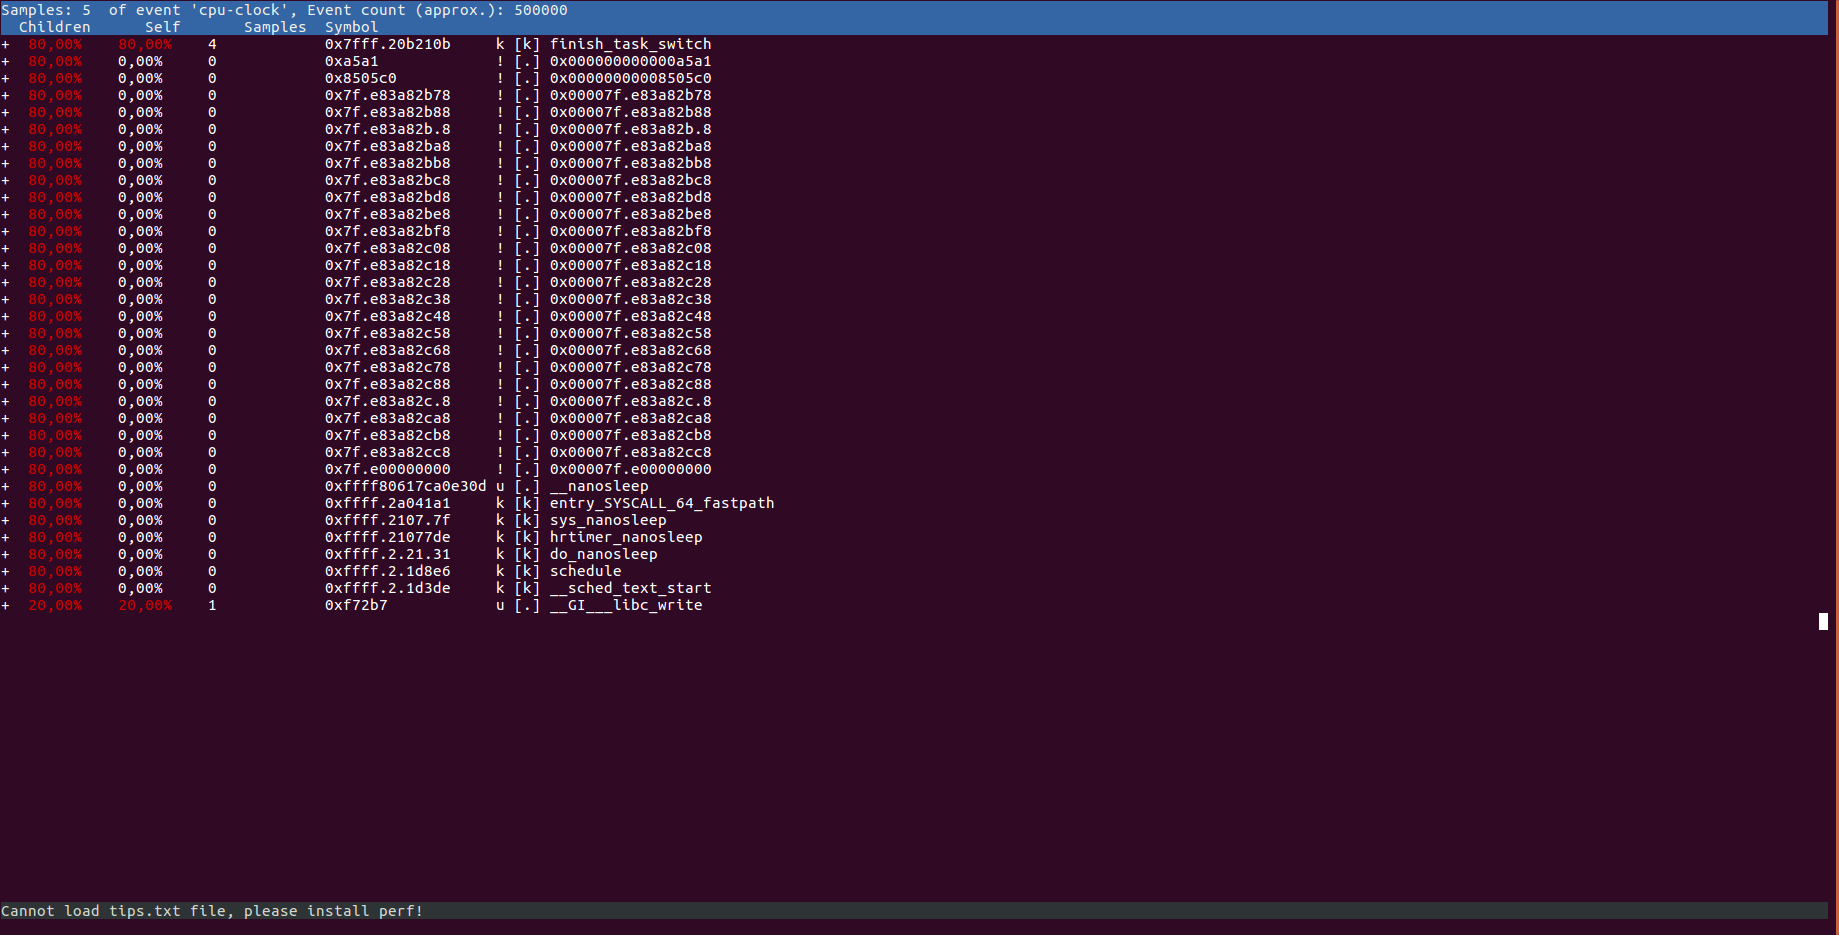 Samples: 5  of event 'cpu-clock', Event count (approx.): 500000
  Children      Self       Samples  Symbol
+  80,00%    80,00%    4            0x7fff.20b210b     k [k] finish_task_switch
+  80,00%    0,00%     0            0xa5a1             ! [.] 0x000000000000a5a1
+  80,00%    0,00%     0            0x8505c0           ! [.] 0x00000000008505c0
+  80,00%    0,00%     0            0x7f.e83a82b78     ! [.] 0x00007f.e83a82b78
+  80,00%    0,00%     0            0x7f.e83a82b88     ! [.] 0x00007f.e83a82b88
+  80,00%    0,00%     0            0x7f.e83a82b.8     ! [.] 0x00007f.e83a82b.8
+  80,00%    0,00%     0            0x7f.e83a82ba8     ! [.] 0x00007f.e83a82ba8
+  80,00%    0,00%     0            0x7f.e83a82bb8     ! [.] 0x00007f.e83a82bb8
+  80,00%    0,00%     0            0x7f.e83a82bc8     ! [.] 0x00007f.e83a82bc8
+  80,00%    0,00%     0            0x7f.e83a82bd8     ! [.] 0x00007f.e83a82bd8
+  80,00%    0,00%     0            0x7f.e83a82be8     ! [.] 0x00007f.e83a82be8
+  80,00%    0,00%     0            0x7f.e83a82bf8     ! [.] 0x00007f.e83a82bf8
+  80,00%    0,00%     0            0x7f.e83a82c08     ! [.] 0x00007f.e83a82c08
+  80,00%    0,00%     0            0x7f.e83a82c18     ! [.] 0x00007f.e83a82c18
+  80,00%    0,00%     0            0x7f.e83a82c28     ! [.] 0x00007f.e83a82c28
+  80,00%    0,00%     0            0x7f.e83a82c38     ! [.] 0x00007f.e83a82c38
+  80,00%    0,00%     0            0x7f.e83a82c48     ! [.] 0x00007f.e83a82c48
+  80,00%    0,00%     0            0x7f.e83a82c58     ! [.] 0x00007f.e83a82c58
+  80,00%    0,00%     0            0x7f.e83a82c68     ! [.] 0x00007f.e83a82c68
+  80,00%    0,00%     0            0x7f.e83a82c78     ! [.] 0x00007f.e83a82c78
+  80,00%    0,00%     0            0x7f.e83a82c88     ! [.] 0x00007f.e83a82c88
+  80,00%    0,00%     0            0x7f.e83a82c.8     ! [.] 0x00007f.e83a82c.8
+  80,00%    0,00%     0            0x7f.e83a82ca8     ! [.] 0x00007f.e83a82ca8
+  80,00%    0,00%     0            0x7f.e83a82cb8     ! [.] 0x00007f.e83a82cb8
+  80,00%    0,00%     0            0x7f.e83a82cc8     ! [.] 0x00007f.e83a82cc8
+  80,00%    0,00%     0            0x7f.e00000000     ! [.] 0x00007f.e00000000
+  80,00%    0,00%     0            0xffff80617ca0e30d u [.] __nanosleep
+  80,00%    0,00%     0            0xffff.2a041a1     k [k] entry_SYSCALL_64_fastpath
+  80,00%    0,00%     0            0xffff.2107.7f     k [k] sys_nanosleep
+  80,00%    0,00%     0            0xffff.21077de     k [k] hrtimer_nanosleep
+  80,00%    0,00%     0            0xffff.2.21.31     k [k] do_nanosleep
+  80,00%    0,00%     0            0xffff.2.1d8e6     k [k] schedule
+  80,00%    0,00%     0            0xffff.2.1d3de     k [k] __sched_text_start
+  20,00%    20,00%    1            0xf72b7            u [.] __GI___libc_write
Cannot load tips.txt file, please install perf!